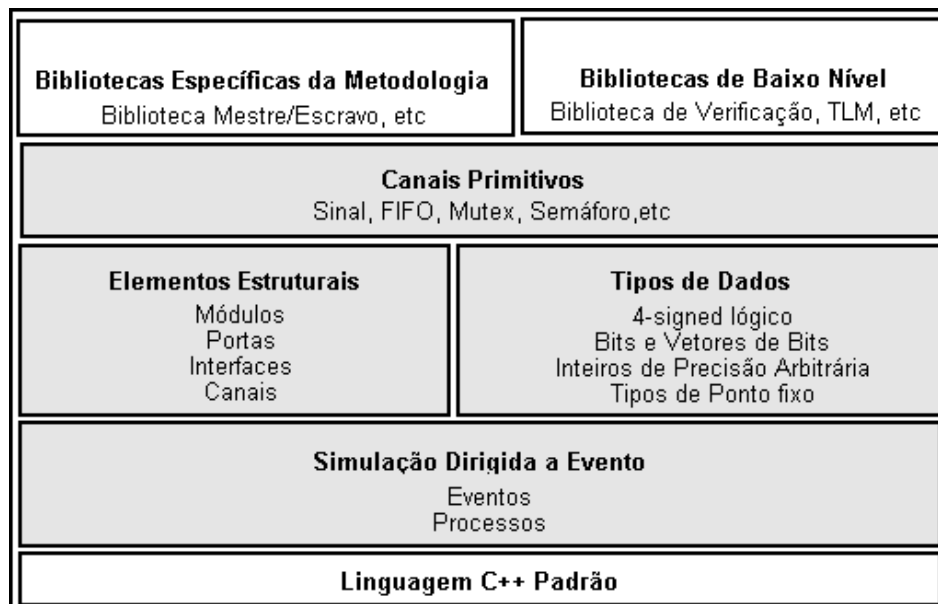 Bibliotecas Específicas da Metodologia
Biblioteca Mestre/Escravo, etc
Bibliotecas de Baixo Nível
Biblioteca de Verificação, TLM, etc
Canais Primitivos
Sinal, FIFO, Mutex, Semáforo,etc
Elementos Estruturais
Módulos
Portas
Interfaces
Canais
Tipos de Dados
4-signed lógico
Bits e Vetores de Bits
Inteiros de Precisão Arbitrária
Tipos de Ponto fixo
Simulação Dirigida a Evento
Eventos
Processos
Linguagem C++ Padrão